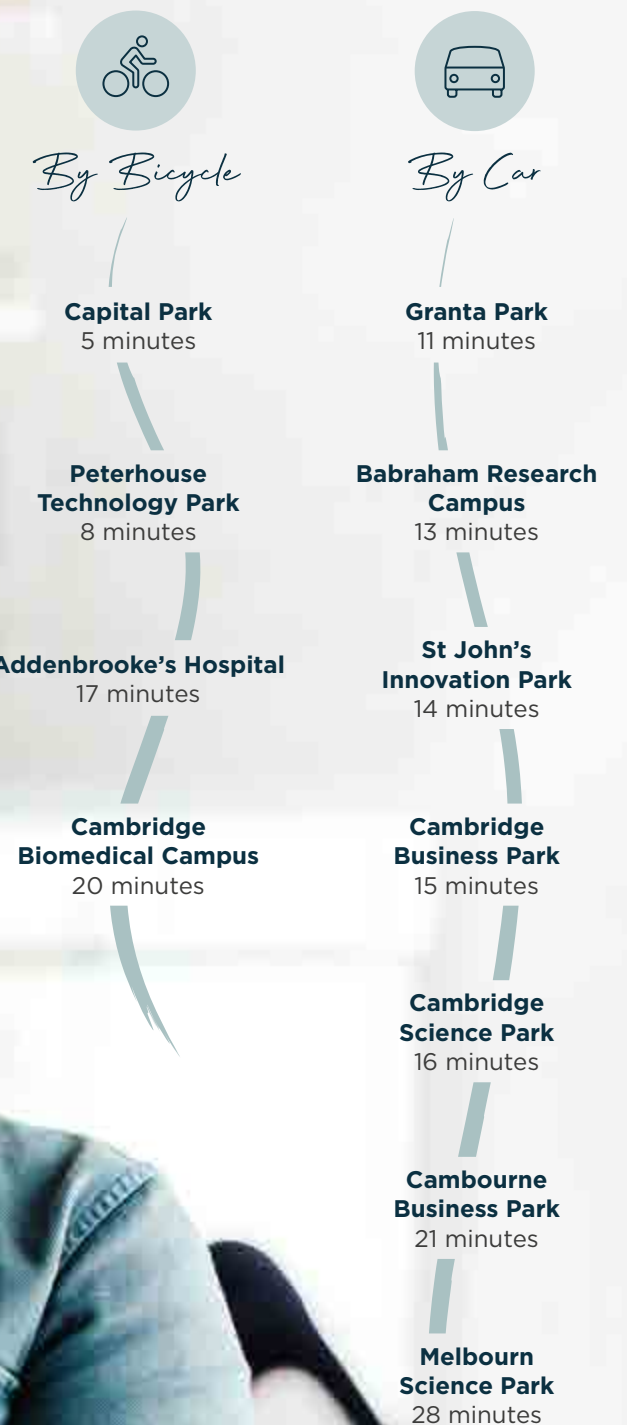 By Bicycle
Capital Park
5 minutes
Peterhouse
Technology Park
8 minutes
Addenbrooke’s Hospital
17 minutes
Cambridge
Biomedical Campus
20 minutes
By Car
Granta Park
11 minutes
Babraham Research
Campus
13 minutes
St John’s
Innovation Park
14 minutes
Cambridge
Business Park
15 minutes
Cambridge
Science Park
16 minutes
Cambourne
Business Park
21 minutes
Melbourn
Science Park
28 minutes